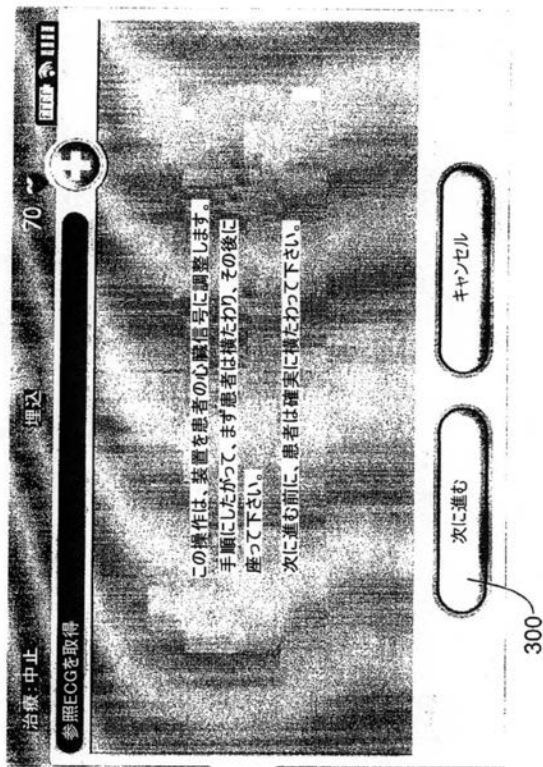 治療:中止 埋込 70
参照ECGを取得
この操作は、装置を患者の心臓信号に調整します。
手順にしたがって、まず患者は横たわり、その後に
座って下さい。
次に進む前に、患者は確実に横たわって下さい。
次に進む キャンセル
300